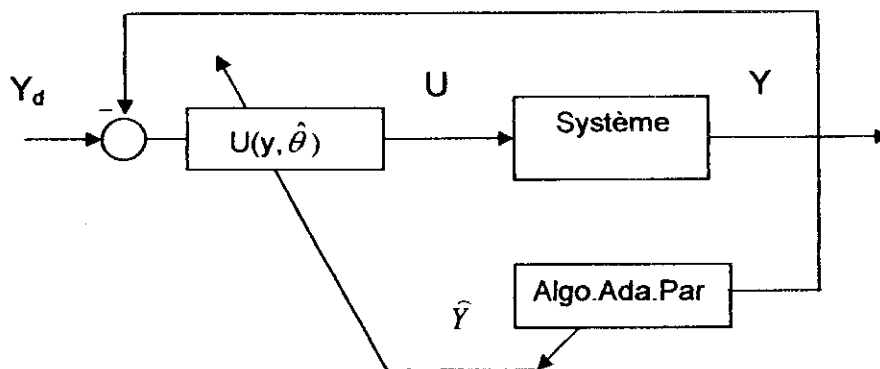 Y_d
−
U
Y
U(y, θ̂)
Système
Algo.Ada.Par
Ŷ